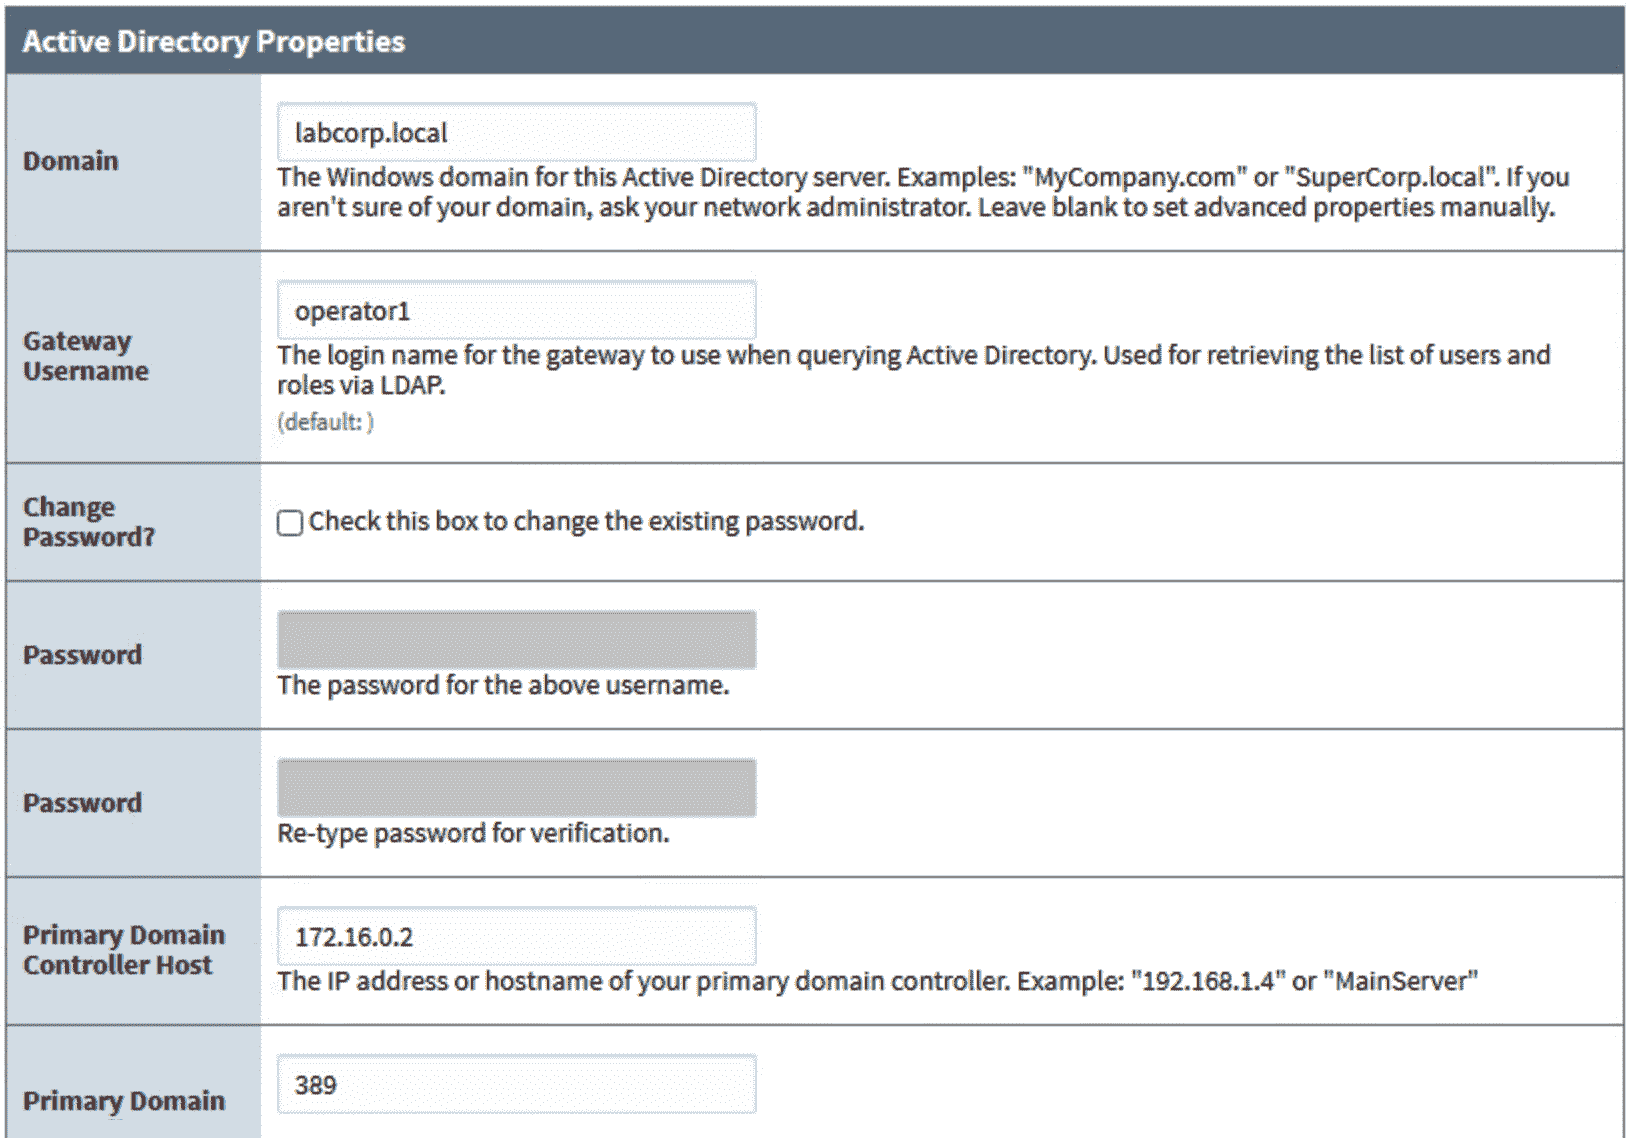 Active Directory Properties
Domain
labcorp.local
The Windows domain for this Active Directory server. Examples: "MyCompany.com" or "SuperCorp.local". If you
aren't sure of your domain, ask your network administrator. Leave blank to set advanced properties manually.
Gateway
Username
operator1
The login name for the gateway to use when querying Active Directory. Used for retrieving the list of users and
roles via LDAP.
(default: )
Change
Password?
Check this box to change the existing password.
Password
The password for the above username.
Password
Re-type password for verification.
Primary Domain
Controller Host
172.16.0.2
The IP address or hostname of your primary domain controller. Example: "192.168.1.4" or "MainServer"
Primary Domain
389